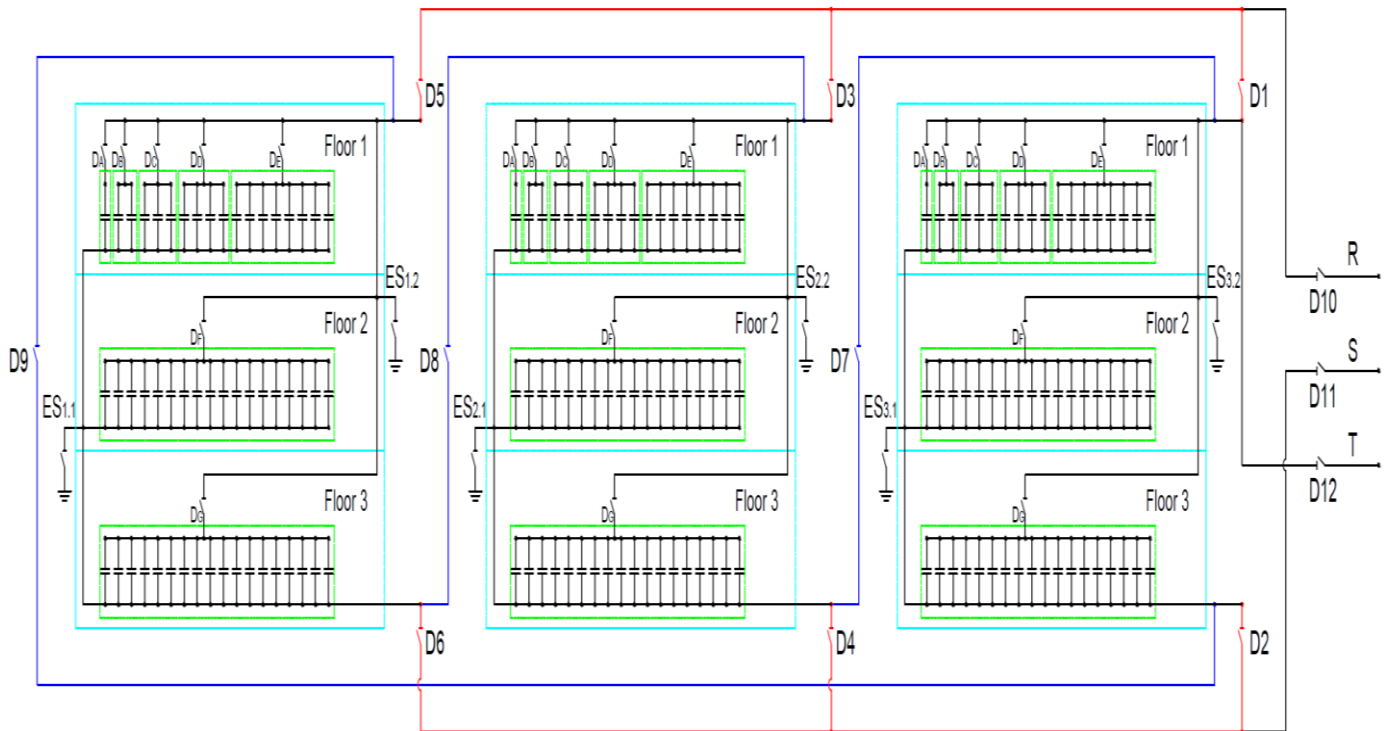 D5 D3 D1
Floor 1 Floor 1 Floor 1
DA DB DC DD DE DA DB DC DD DE DA DB DC DD DE
R
ES1.2 ES2.2 ES3.2
D10
Floor 2 Floor 2 Floor 2
DF DF DF
S
D9 D8 D7
D11
ES1.1 ES2.1 ES3.1
T
D12
Floor 3 Floor 3 Floor 3
DG DG DG
D6 D4 D2